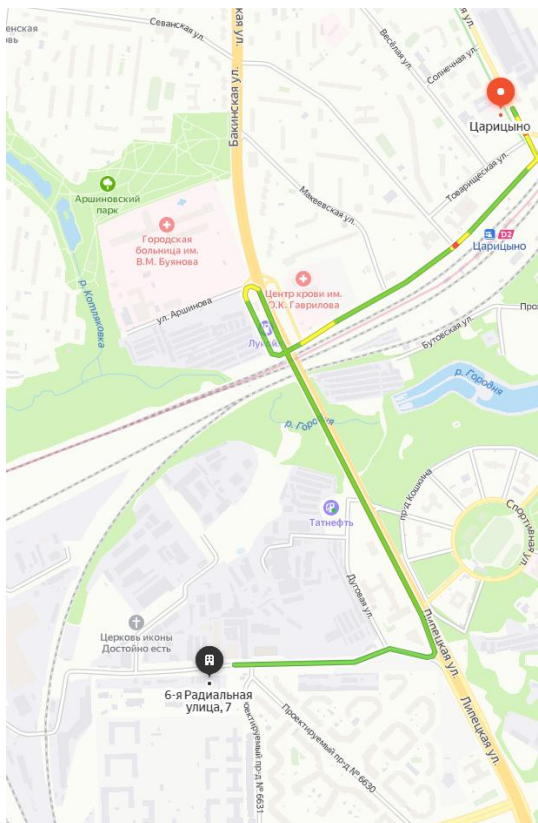 Севанская ул.
Бакинская ул.
Весёлая ул.
Солнечная ул.
Царицыно
Товарищеская ул.
Макеевская ул.
Аршиновский
парк
Городская
больница им.
В.М. Буянова
D2
Царицыно
Центр крови им.
О.К. Гаврилова
ул. Аршинова
р. Котляковка
Бутовская ул.
р. Городня
р. Городня
пр-д Кошкина
Спортивная ул.
Татнефть
Луговая ул.
Липецкая ул.
Церковь иконы
Достойно есть
6-я Радиальная
улица, 7
Липецкая ул.
Проектируемый пр-д № 6630